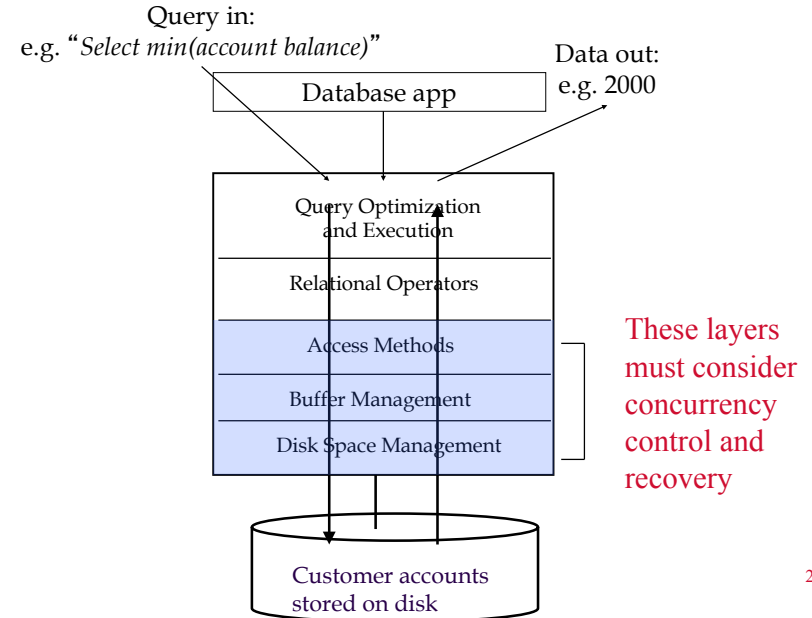 Query in:
e.g. “Select min(account balance)”
Data out:
e.g. 2000
Database app
Query Optimization
and Execution
Relational Operators
Access Methods
Buffer Management
Disk Space Management
These layers
must consider
concurrency
control and
recovery
Customer accounts
stored on disk
2